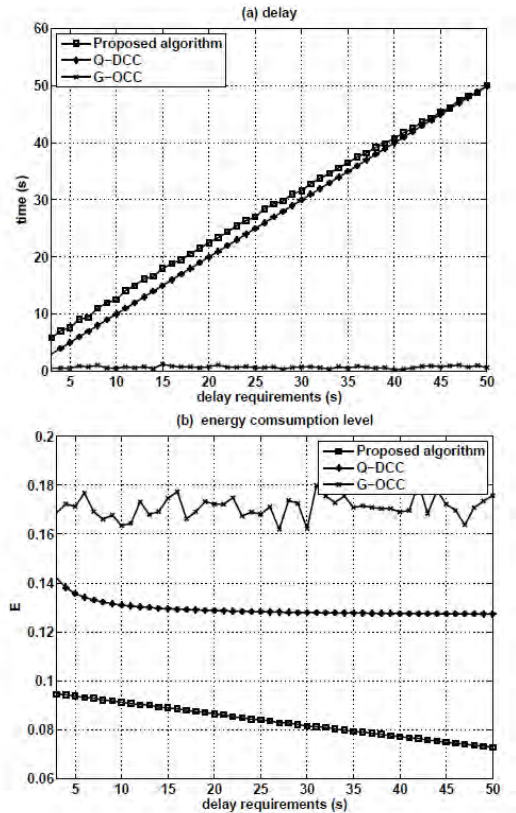 (a) delay
60
50
40
30
20
10
0
time (s)
Proposed algorithm
Q-DCC
G-OCC
5 10 15 20 25 30 35 40 45 50
delay requirements (s)
(b) energy comsumption level
0.2
0.18
0.16
0.14
0.12
0.1
0.08
0.06
E
Proposed algorithm
Q-DCC
G-OCC
5 10 15 20 25 30 35 40 45 50
delay requirements (s)